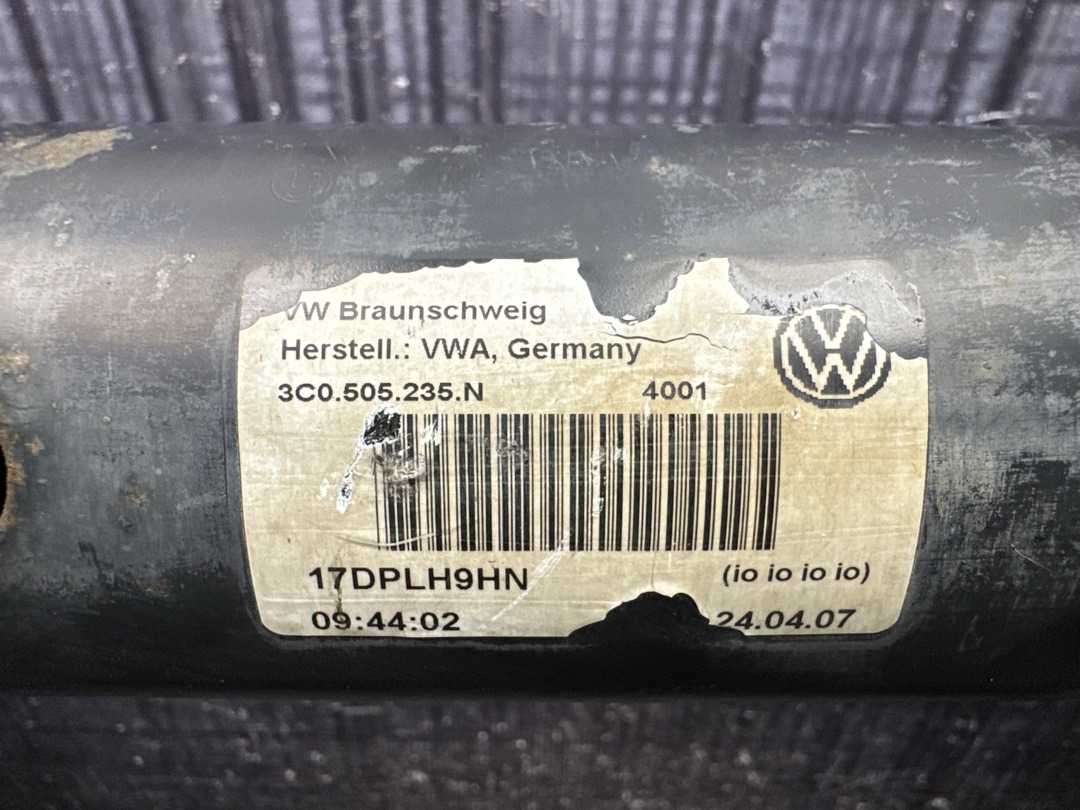 VW Braunschweig
Herstell.: VWA, Germany
3C0.505.235.N 4001
17DPLH9HN (io io io io)
09:44:02 24.04.07